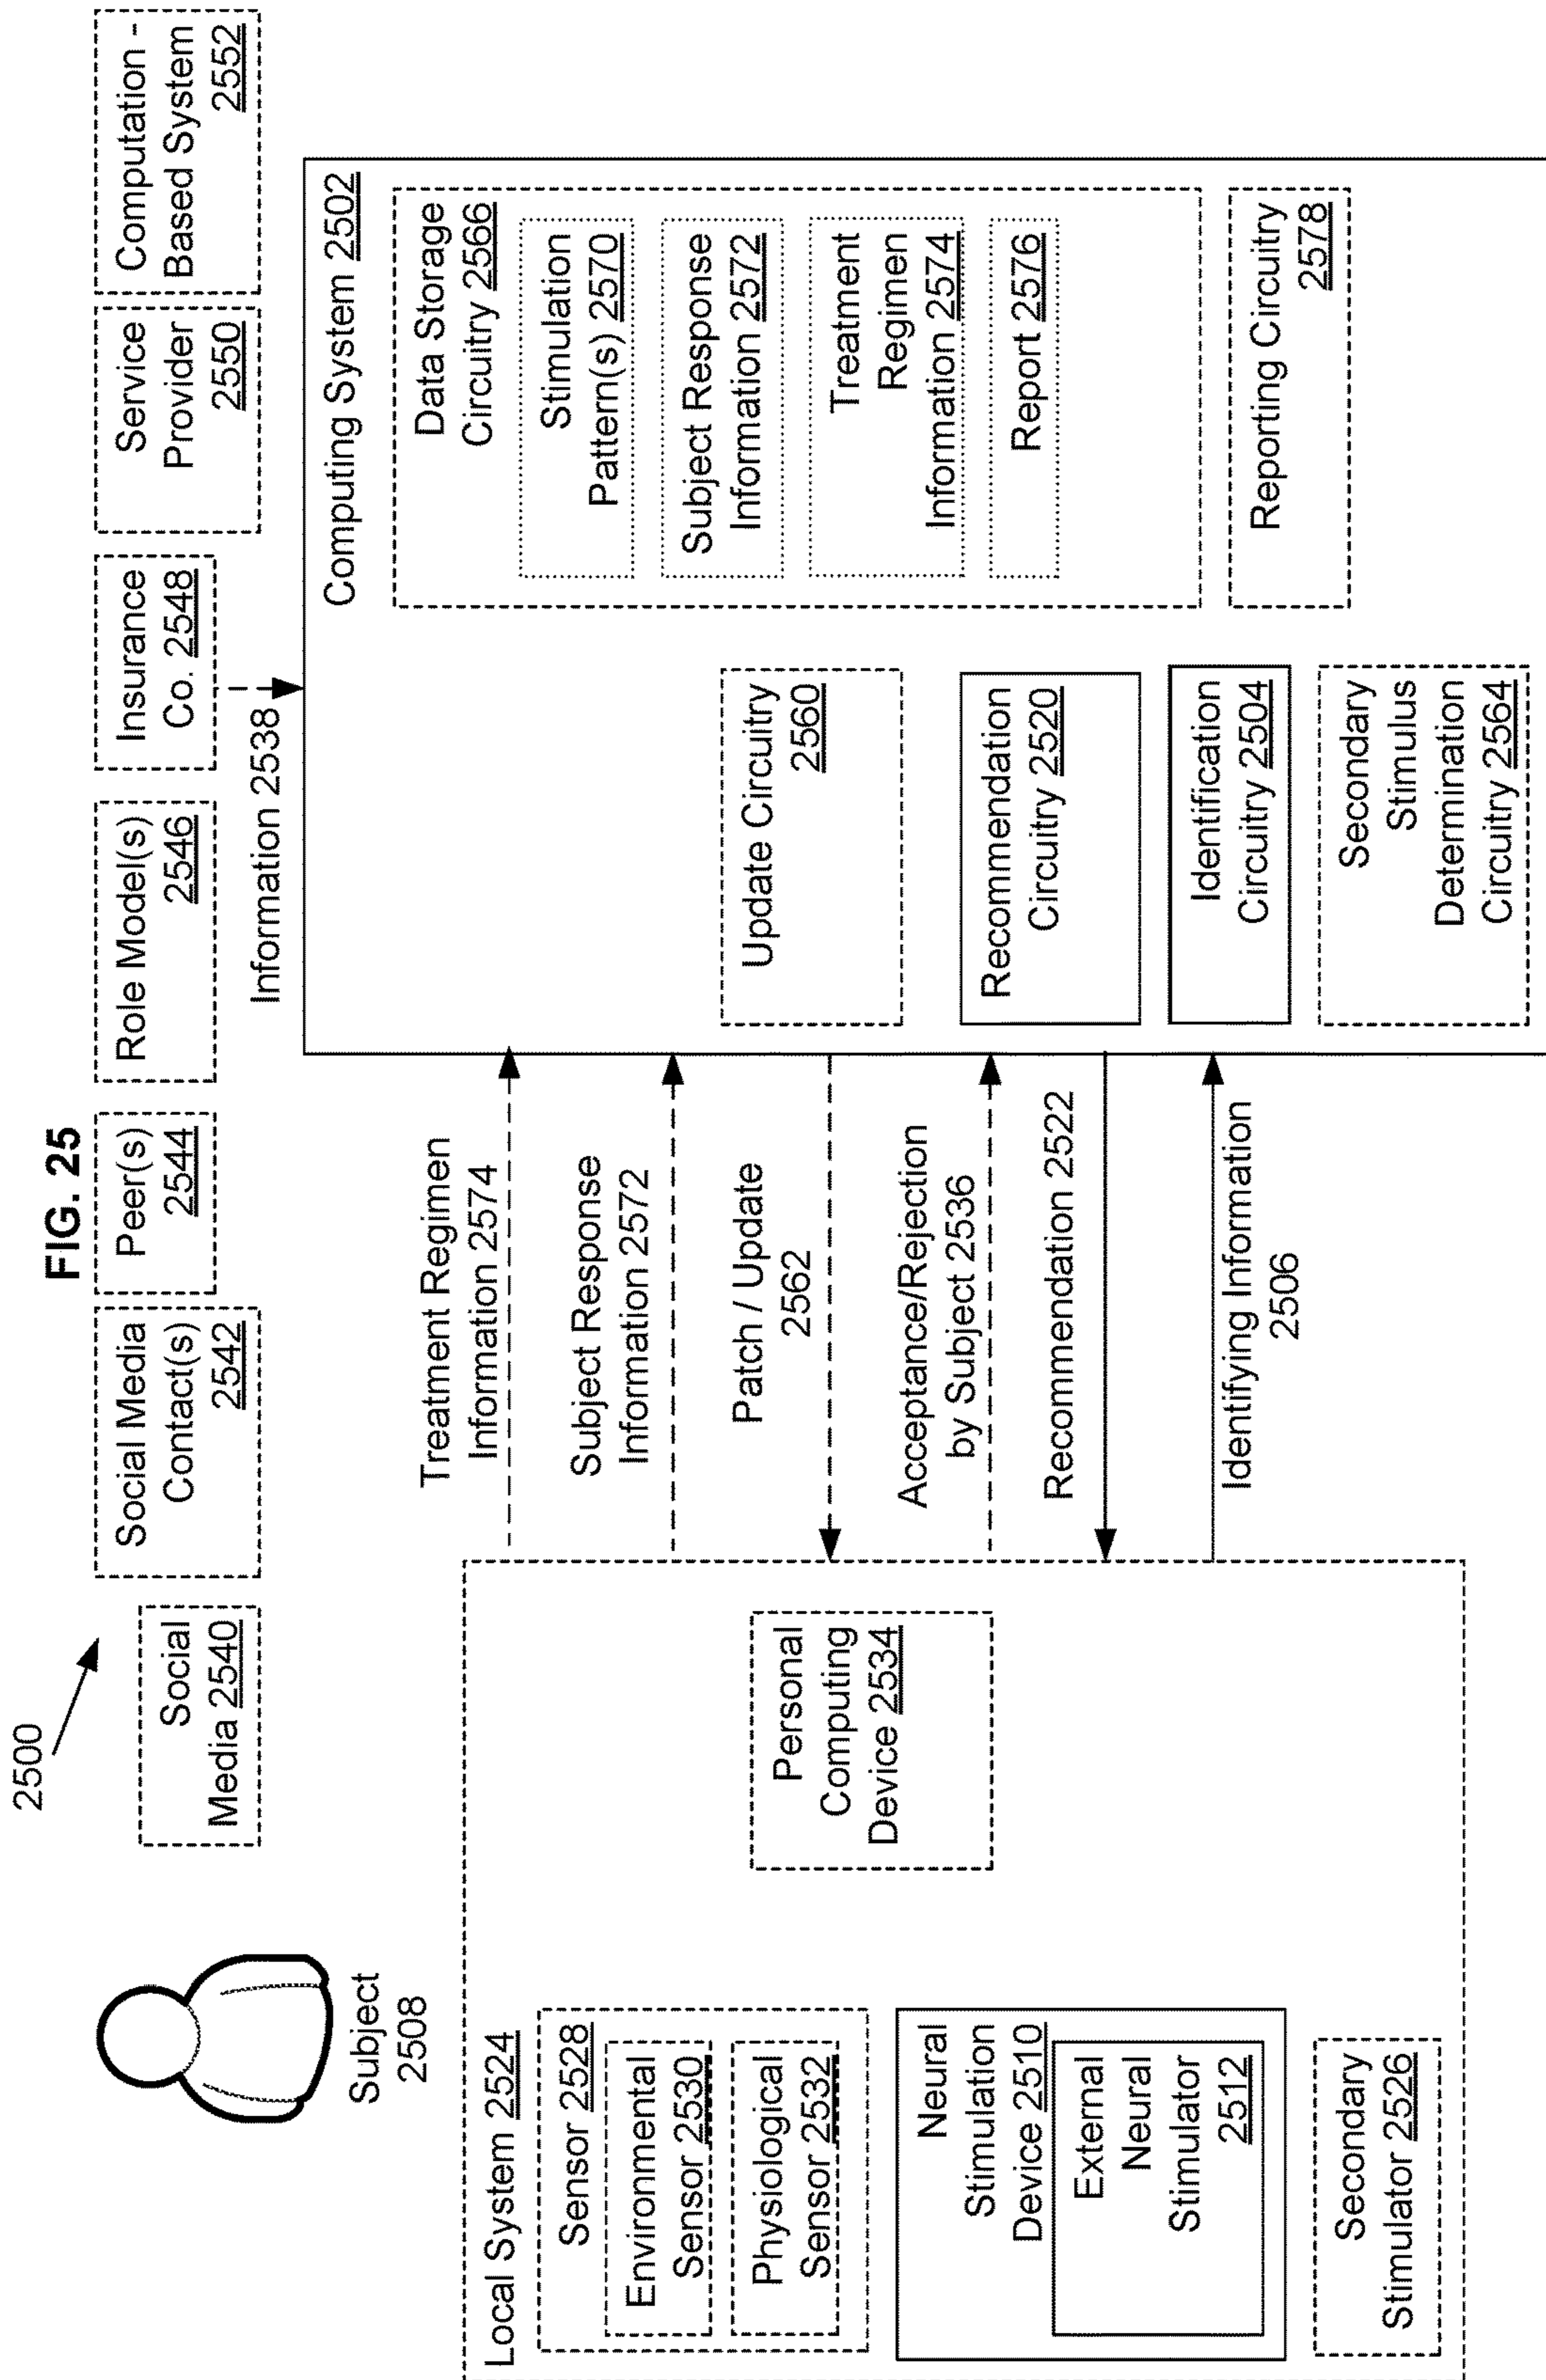 FIG. 25
2500
Subject
2508
Social
Media 2540
Social Media
Contact(s)
2542
Peer(s)
2544
Role Model(s)
2546
Insurance
Co. 2548
Service
Provider
2550
Computation -
Based System
2552
Information 2538
Local System 2524
Sensor 2528
Environmental
Sensor 2530
Physiological
Sensor 2532
Neural
Stimulation
Device 2510
External
Neural
Stimulator
2512
Secondary
Stimulator 2526
Personal
Computing
Device 2534
Treatment Regimen
Information 2574
Subject Response
Information 2572
Patch / Update
2562
Acceptance/Rejection
by Subject 2536
Recommendation 2522
Identifying Information
2506
Computing System 2502
Update Circuitry
2560
Recommendation
Circuitry 2520
Identification
Circuitry 2504
Secondary
Stimulus
Determination
Circuitry 2564
Data Storage
Circuitry 2566
Stimulation
Pattern(s) 2570
Subject Response
Information 2572
Treatment
Regimen
Information 2574
Report 2576
Reporting Circuitry
2578